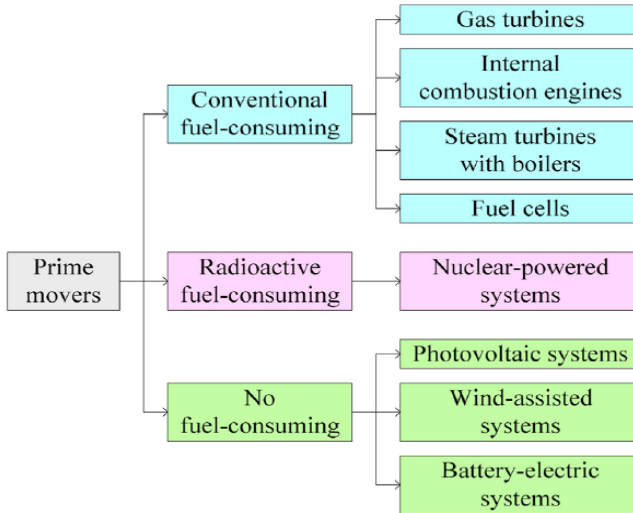 Gas turbines
Internal
combustion engines
Conventional
fuel-consuming
Steam turbines
with boilers
Fuel cells
Prime
movers
Radioactive
fuel-consuming
Nuclear-powered
systems
Photovoltaic systems
No
fuel-consuming
Wind-assisted
systems
Battery-electric
systems